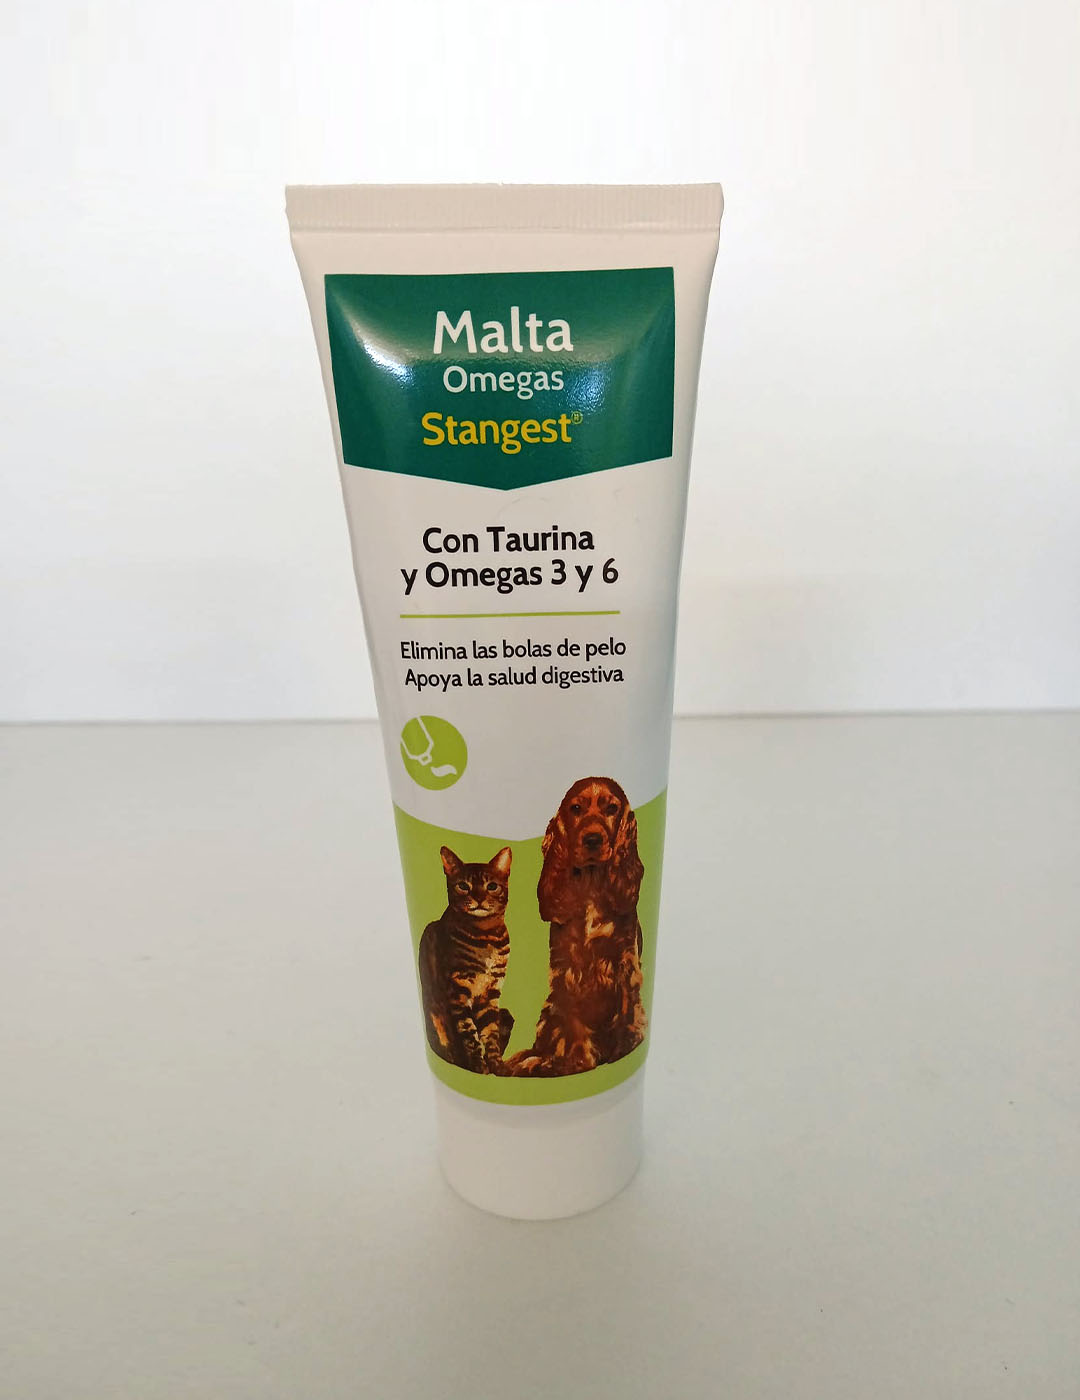 Malta
Omegas
Stangest®
Con Taurina
y Omegas 3 y 6
Elimina las bolas de pelo
Apoya la salud digestiva